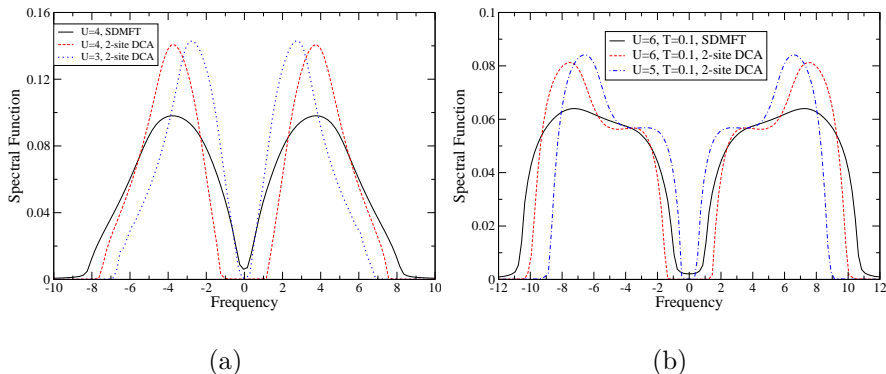 0.16
0.12
0.08
0.04
0
Spectral Function
U=4, SDMFT
U=4, 2-site DCA
U=3, 2-site DCA
-10 -8 -6 -4 -2 0 2 4 6 8 10
Frequency
(a)
0.1
0.08
0.06
0.04
0.02
0
Spectral Function
U=6, T=0.1, SDMFT
U=6, T=0.1, 2-site DCA
U=5, T=0.1, 2-site DCA
-12 -10 -8 -6 -4 -2 0 2 4 6 8 10 12
Frequency
(b)